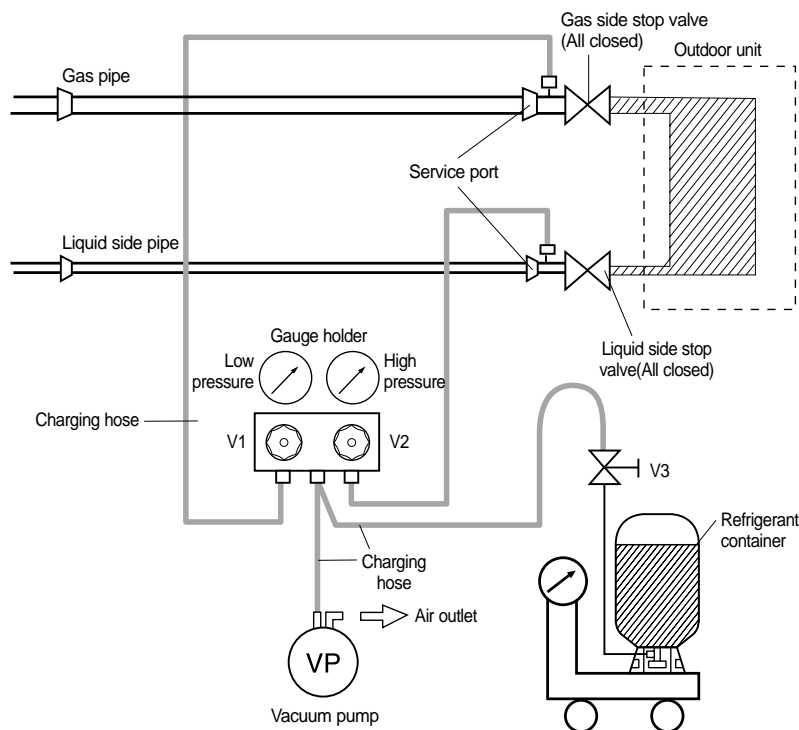 Gas side stop valve
(All closed)
Outdoor unit
Gas pipe
Service port
Liquid side pipe
Gauge holder
Low
pressure
High
pressure
Liquid side stop
valve(All closed)
Charging hose
V1
V2
V3
Refrigerant
container
Charging
hose
Air outlet
VP
Vacuum pump